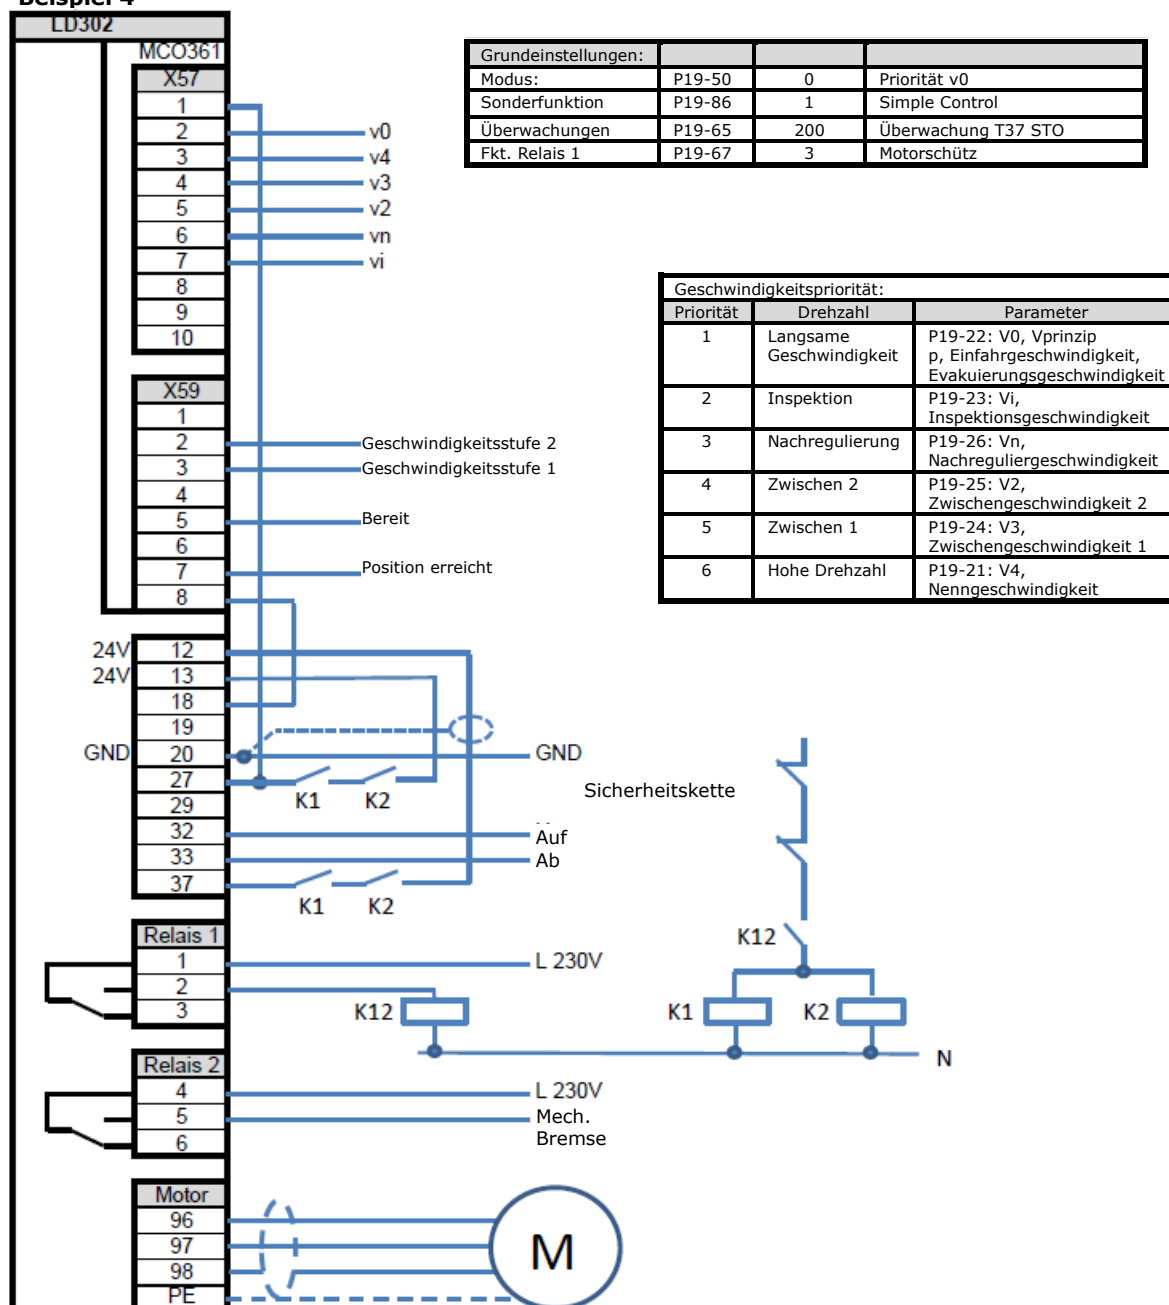 Beispiel 4
LD302
MCO361
X57
1
2
3
4
5
6
7
8
9
10
v0
v4
v3
v2
vn
vi
Grundeinstellungen:
Modus: P19-50 0 Priorität v0
Sonderfunktion P19-86 1 Simple Control
Überwachungen P19-65 200 Überwachung T37 STO
Fkt. Relais 1 P19-67 3 Motorschütz
Geschwindigkeitspriorität:
Priorität Drehzahl Parameter
1 Langsame Geschwindigkeit P19-22: V0, Vprinzip
p, Einfahrgeschwindigkeit,
Evakuierungsgeschwindigkeit
2 Inspektion P19-23: Vi,
Inspektionsgeschwindigkeit
3 Nachregulierung P19-26: Vn,
Nachreguliergeschwindigkeit
4 Zwischen 2 P19-25: V2,
Zwischengeschwindigkeit 2
5 Zwischen 1 P19-24: V3,
Zwischengeschwindigkeit 1
6 Hohe Drehzahl P19-21: V4,
Nenngeschwindigkeit
X59
1
2 Geschwindigkeitsstufe 2
3 Geschwindigkeitsstufe 1
4
5 Bereit
6
7 Position erreicht
8
24V 12
24V 13
18
19
GND 20 GND
27 K1 K2
29
32 Auf
33 Ab
37
K1 K2
Sicherheitskette
K12
K1 K2
N
Relais 1
1 L 230V
2
3
K12
Relais 2
4 L 230V
5 Mech.
Bremse
6
Motor
96
97
98
PE
M